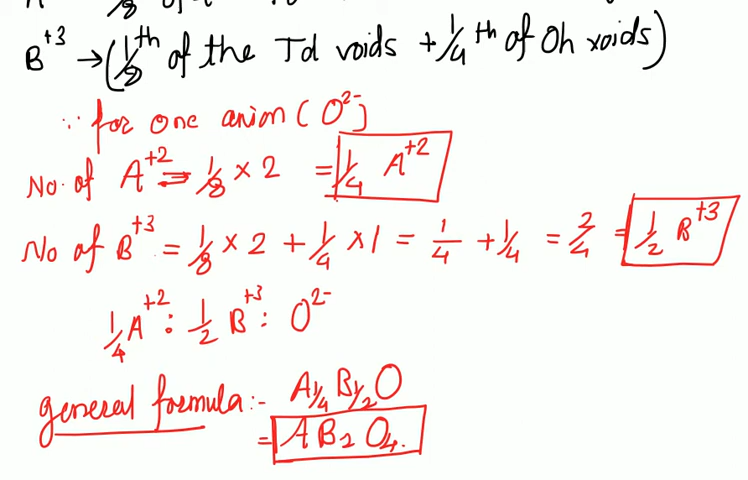 1/8
B⁺³ → (1/8ᵗʰ of the Td voids + 1/4ᵗʰ of Oh voids)
∵ for one anion (O²⁻)
No. of A⁺² = 1/8 × 2 = 1/4 A⁺²
No of B⁺³ = 1/8 × 2 + 1/4 × 1 = 1/4 + 1/4 = 2/4 = 1/2 B⁺³
1/4 A⁺² : 1/2 B⁺³ : O²⁻
general formula:- A1/4 B1/2 O
= AB₂O₄.